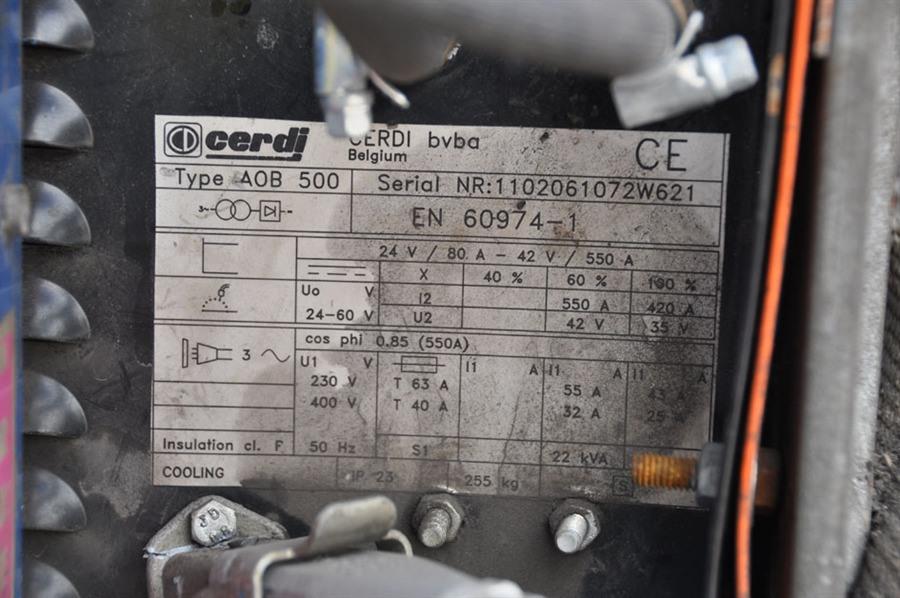 cerdi CERDI bvba CE
Belgium
Type AOB 500 Serial NR:1102061072W621
3~ EN 60974-1
24 V / 80 A - 42 V / 550 A
X 40 % 60 % 100 %
Uo V I2 550 A 420 A
24-60 V U2 42 V 35 V
cos phi 0.85 (550A)
3
U1 V I1 A I1 A I1 A
230 V T 63 A 55 A 43 A
400 V T 40 A 32 A 25 A
Insulation cl. F 50 Hz S1 22 kVA
COOLING IP 23 255 kg S